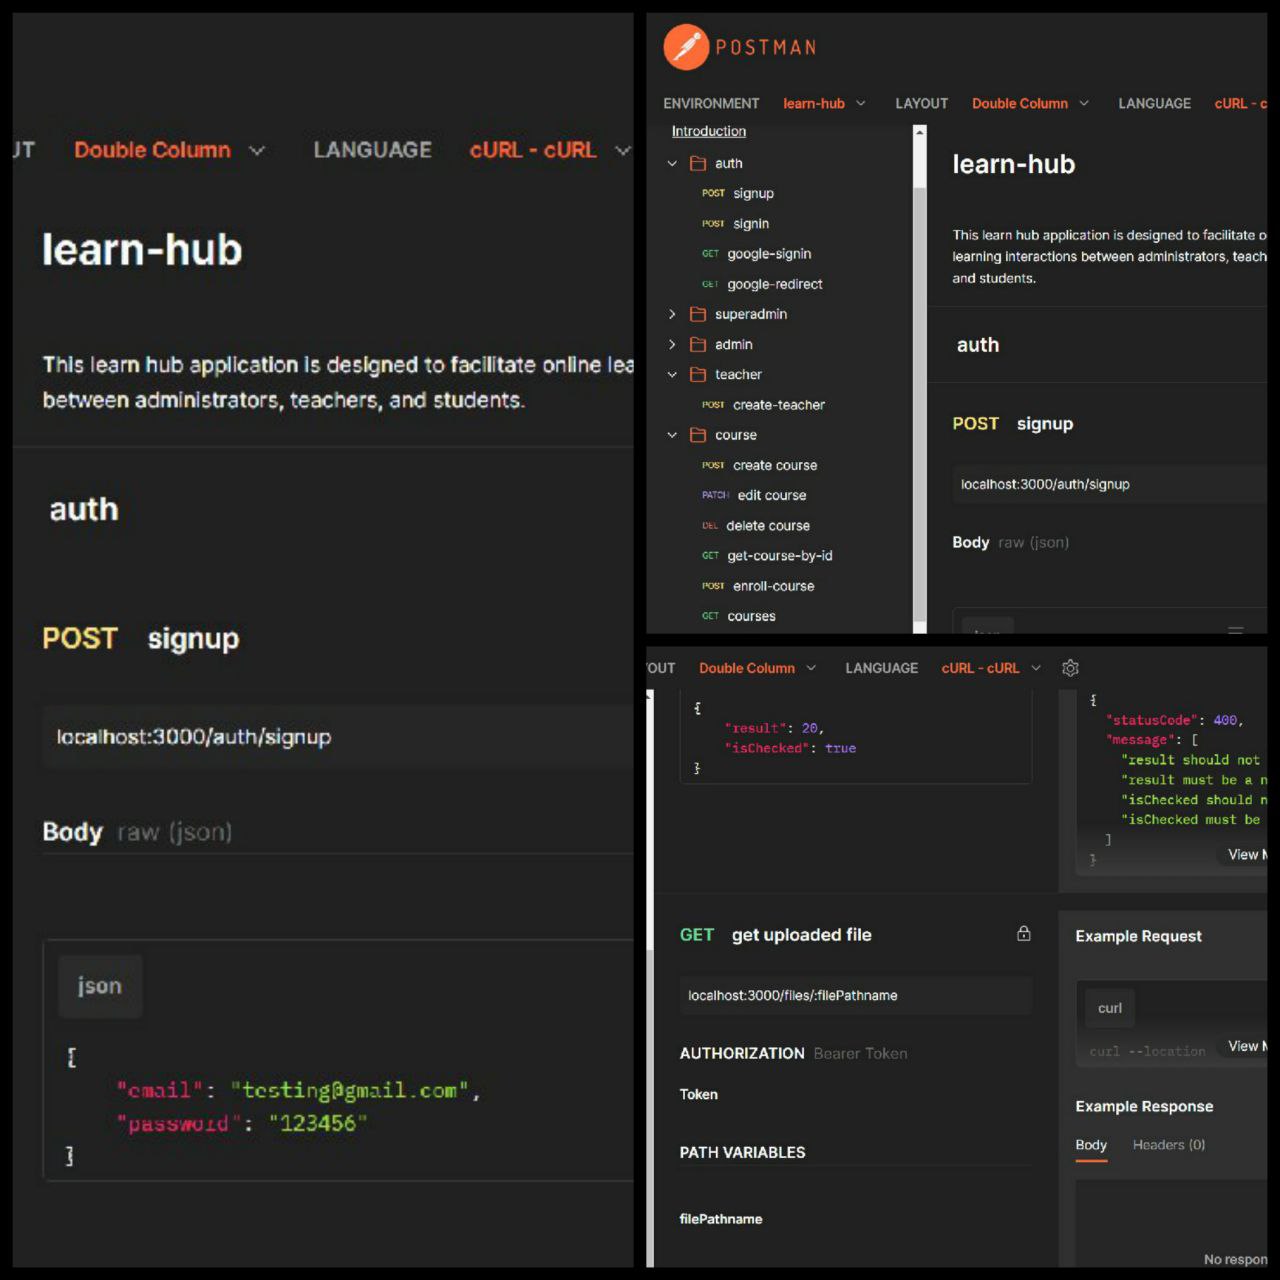 Double Column
LANGUAGE
cURL - cURL
learn-hub
This learn hub application is designed to facilitate online
between administrators, teachers, and students.
auth
POST signup
localhost:3000/auth/signup
Body raw (json)
json
{
"email": "testing@gmail.com",
"password": "123456"
}
POSTMAN
ENVIRONMENT learn-hub LAYOUT Double Column LANGUAGE cURL -
Introduction
auth
POST signup
POST signin
GET google-signin
GET google-redirect
superadmin
admin
teacher
POST create-teacher
course
POST create course
PATCH edit course
DEL delete course
GET get-course-by-id
POST enroll-course
GET courses
learn-hub
This learn hub application is designed to facilitate
learning interactions between administrators,
and students.
auth
POST signup
localhost:3000/auth/signup
Body raw (json)
Double Column LANGUAGE cURL - cURL
{
"result": 20,
"isChecked": true
}
{
"statusCode": 400,
"message": [
"result should not
"result must be a
"isChecked should
"isChecked must be
]
}
View
GET get uploaded file
localhost:3000/files/:filePathname
AUTHORIZATION Bearer Token
Token
PATH VARIABLES
filePathname
Example Request
curl
curl --location
View
Example Response
Body Headers (0)
No